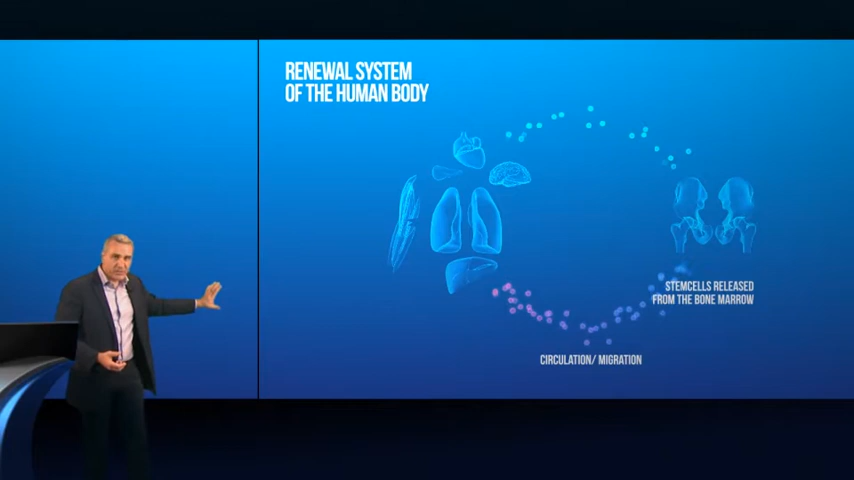 RENEWAL SYSTEM
OF THE HUMAN BODY
STEMCELLS RELEASED
FROM THE BONE MARROW
CIRCULATION/ MIGRATION